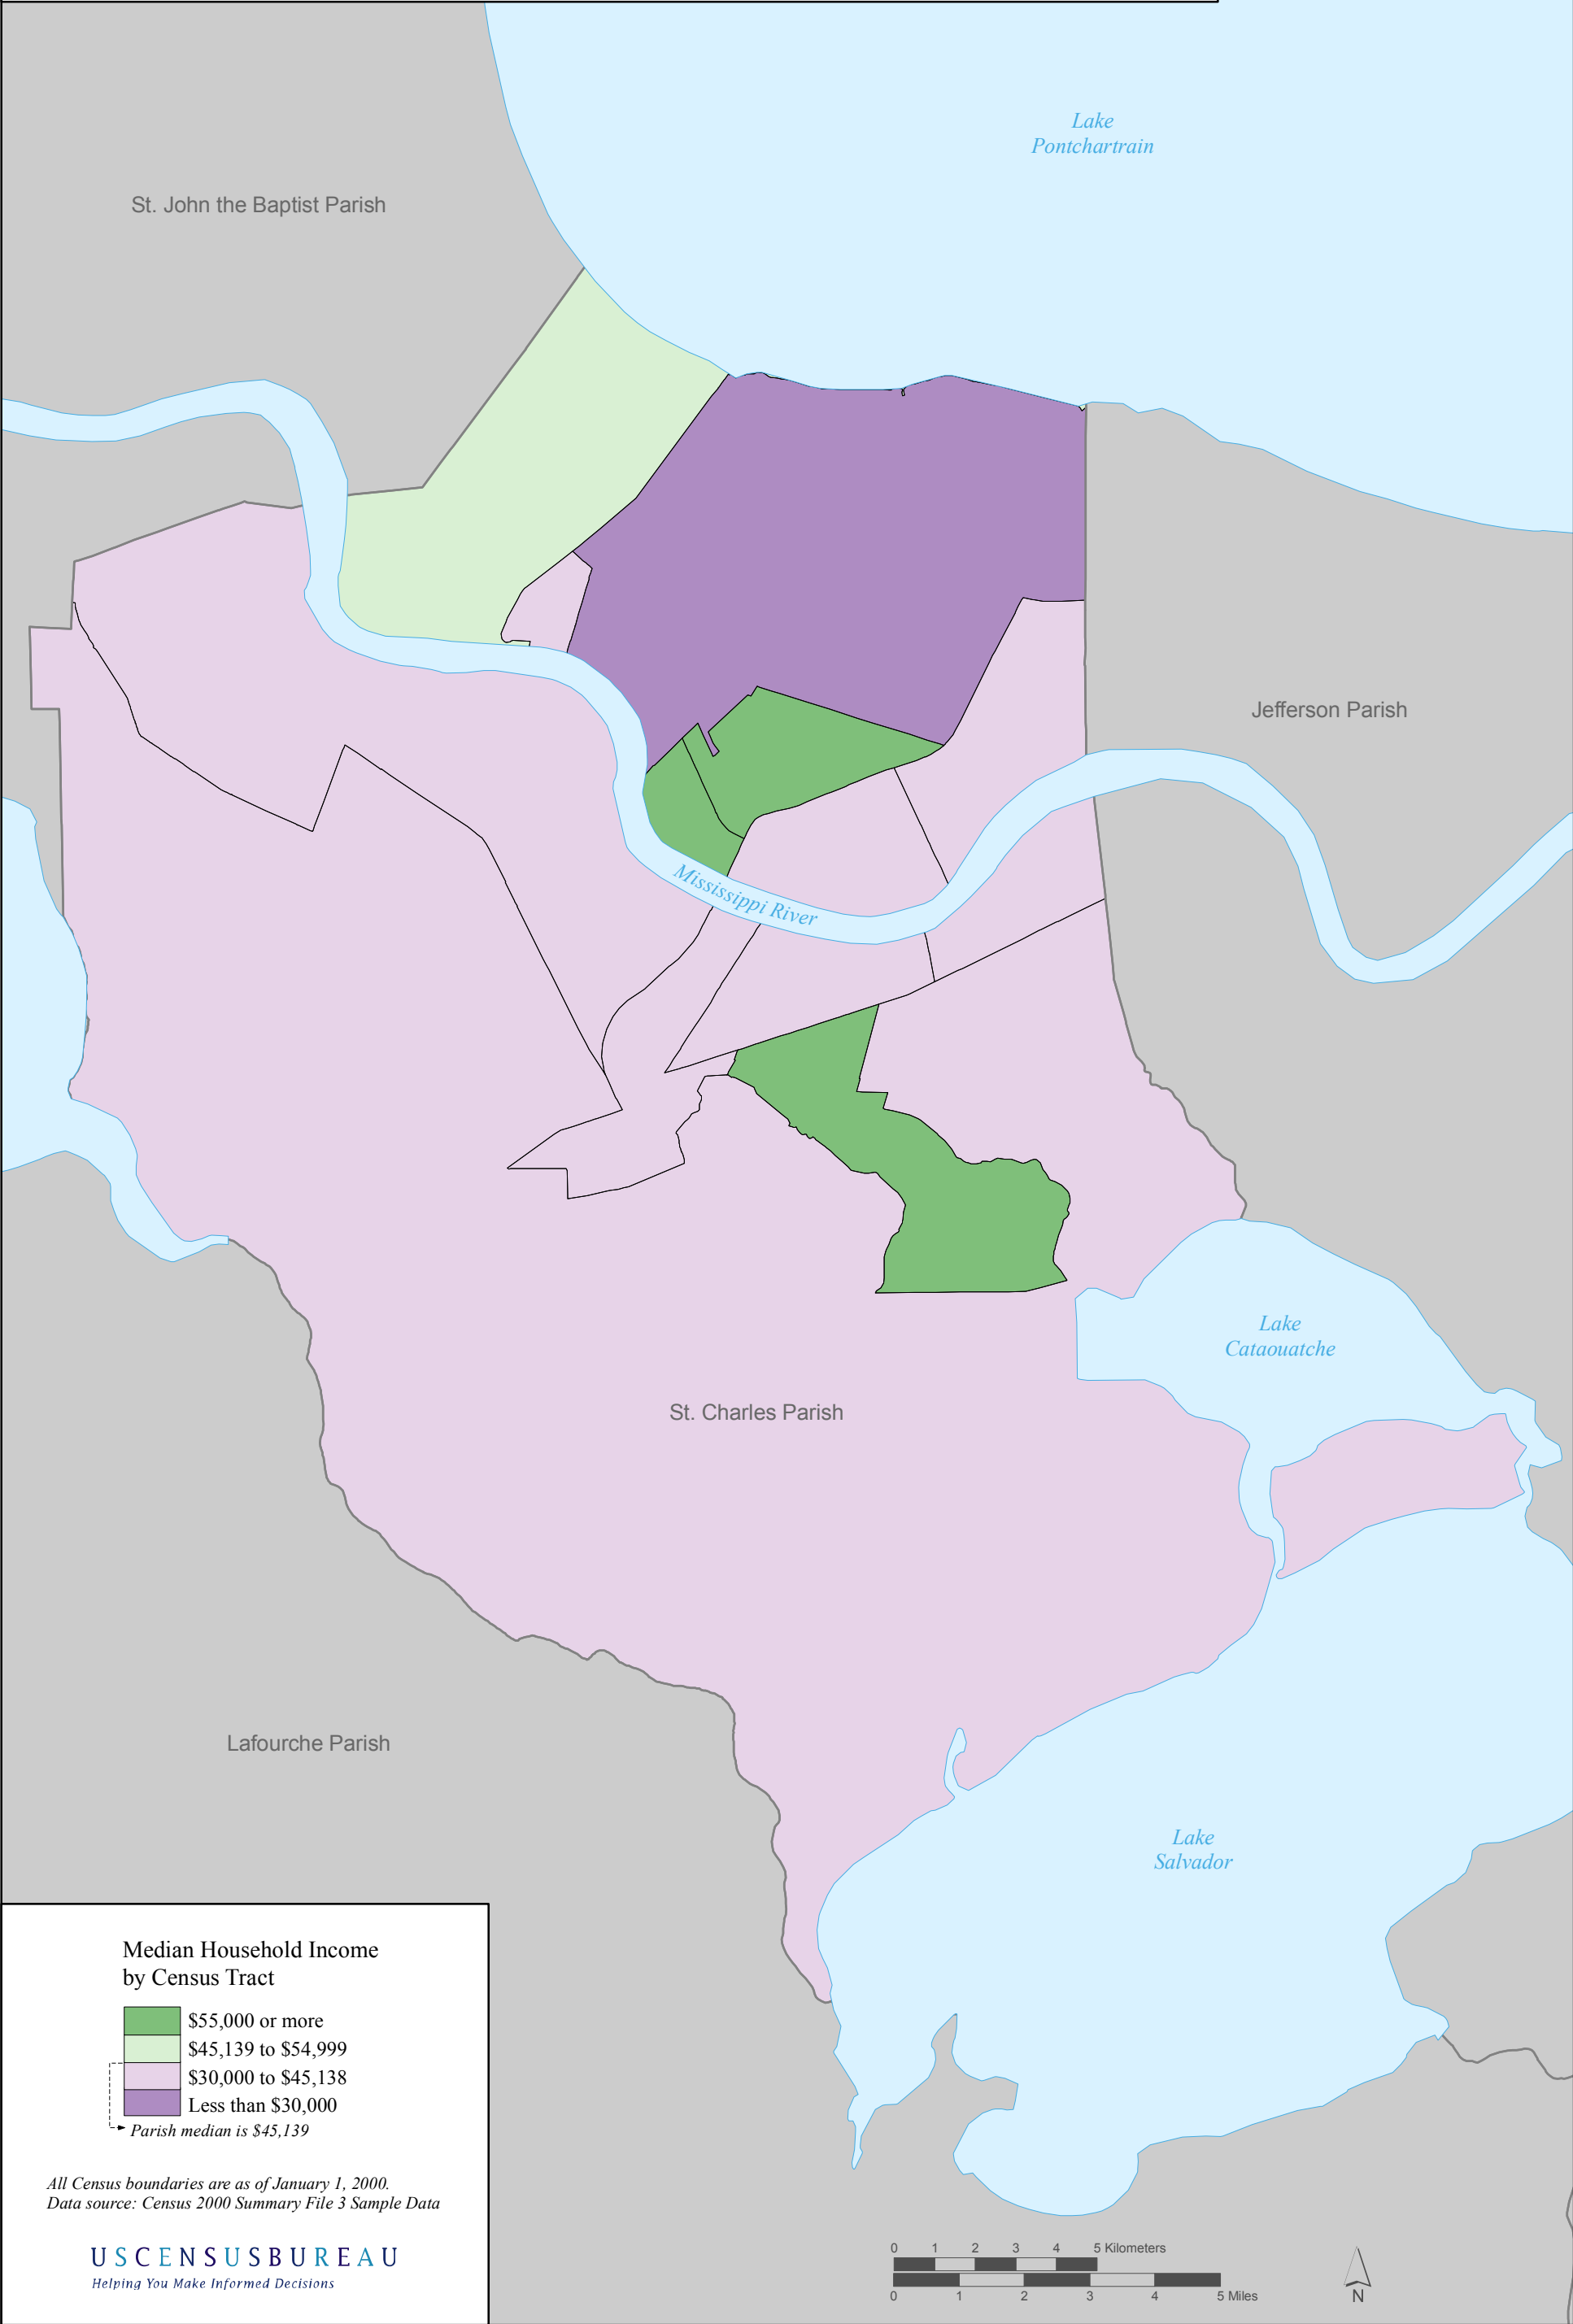 Lake
Pontchartrain
St. John the Baptist Parish
Jefferson Parish
Mississippi River
Lake
Cataouatche
St. Charles Parish
Lafourche Parish
Lake
Salvador
Median Household Income
by Census Tract
$55,000 or more
$45,139 to $54,999
$30,000 to $45,138
Less than $30,000
Parish median is $45,139
All Census boundaries are as of January 1, 2000.
Data source: Census 2000 Summary File 3 Sample Data
USCENSUSBUREAU
Helping You Make Informed Decisions
0 1 2 3 4 5 Kilometers
0 1 2 3 4 5 Miles
N